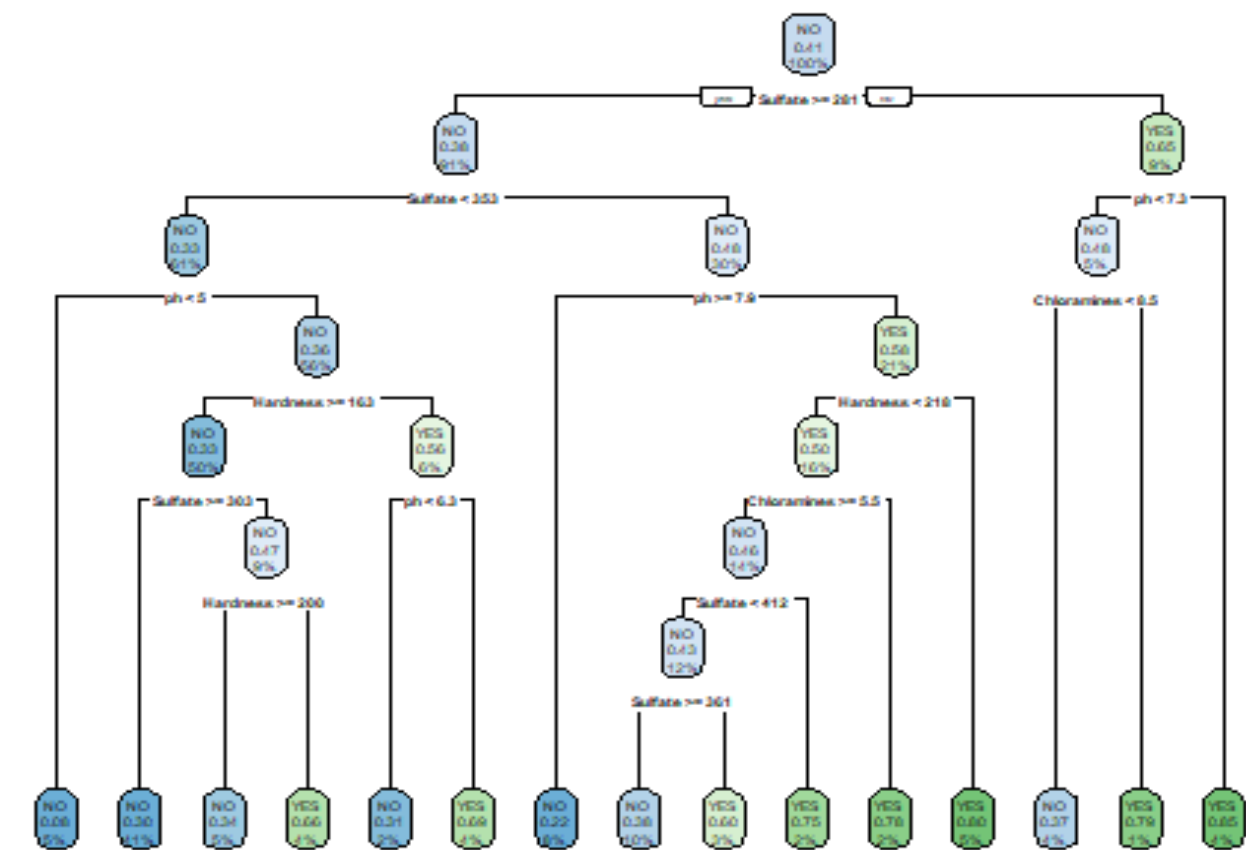 NO
0.41
100%
yes Sulfate >= 281 no
NO
0.38
91%
YES
0.65
9%
Sulfate < 353
ph < 7.3
NO
0.33
61%
NO
0.48
30%
NO
0.48
5%
ph < 5
ph >= 7.9
Chloramines < 8.5
NO
0.36
56%
YES
0.58
21%
Hardness >= 163
Hardness < 218
NO
0.33
50%
YES
0.56
6%
YES
0.50
16%
Sulfate >= 303
ph < 6.3
Chloramines >= 5.5
NO
0.47
9%
NO
0.46
14%
Hardness >= 200
Sulfate < 412
NO
0.43
12%
Sulfate >= 361
NO
0.08
5%
NO
0.30
41%
NO
0.34
5%
YES
0.66
4%
NO
0.31
2%
YES
0.69
4%
NO
0.22
NO
0.38
10%
YES
0.60
3%
YES
0.75
2%
YES
0.78
2%
YES
0.80
5%
NO
0.37
4%
YES
0.79
1%
YES
0.85
4%